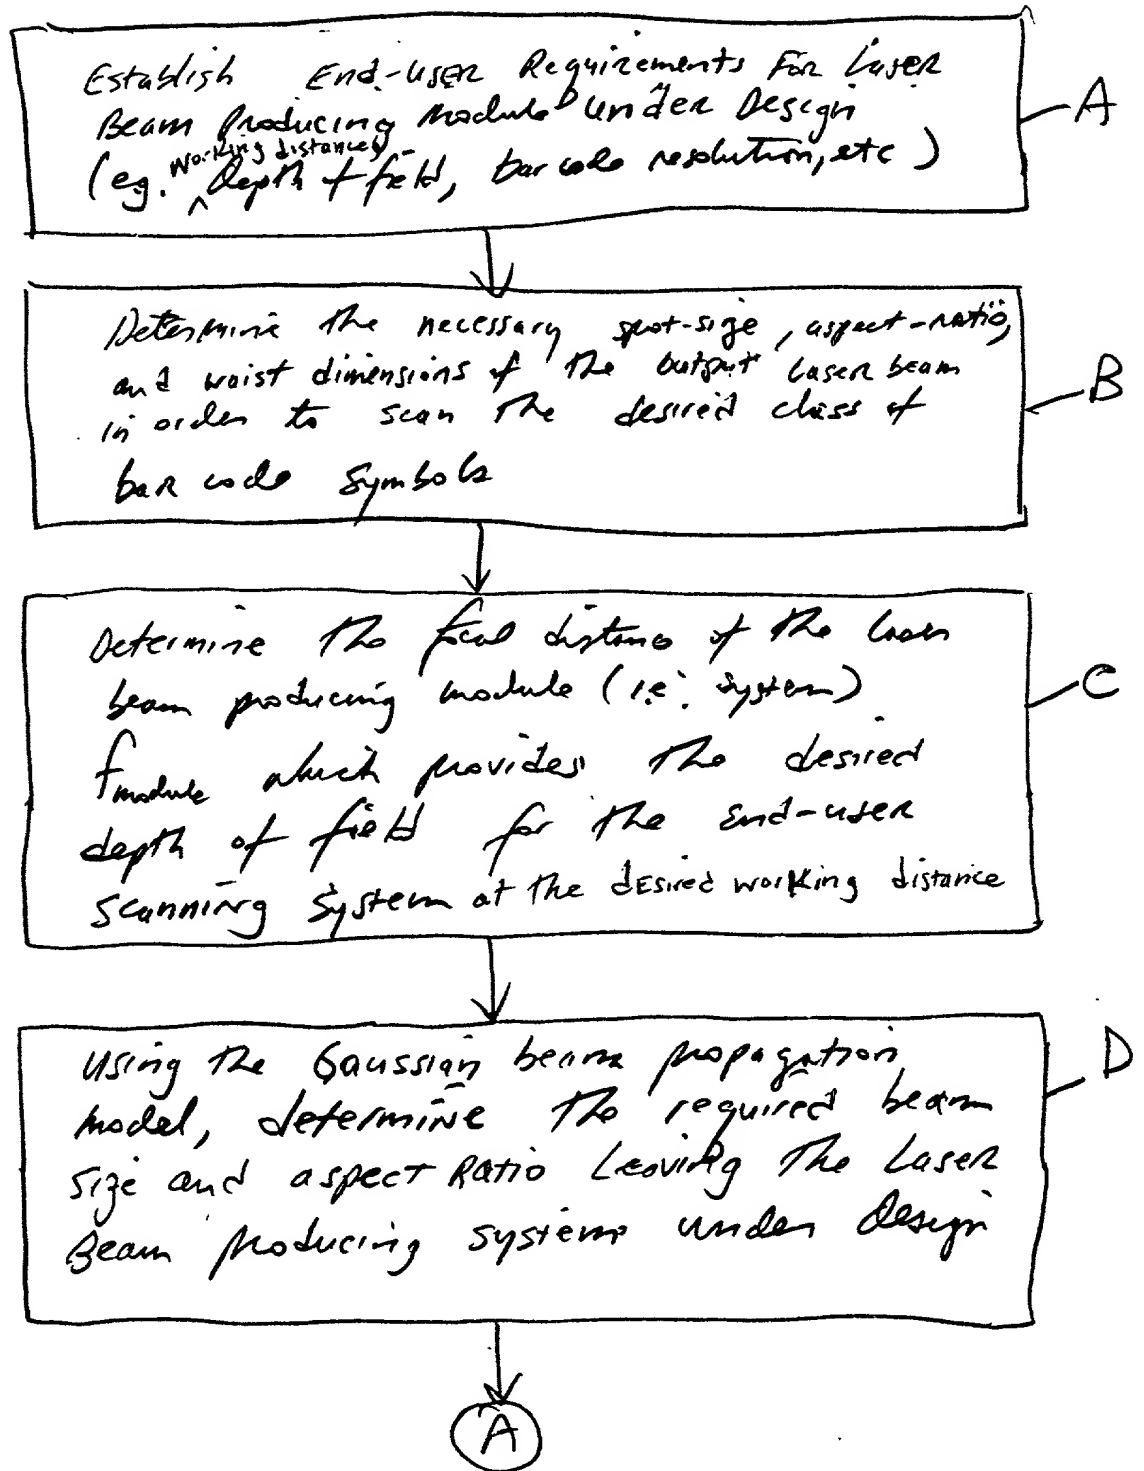 Establish End-user Requirements For Laser
Beam Producing Module under Design
(eg. ^working distances Depth of field, bar code resolution, etc)
A
Determine the necessary spot-size, aspect-ratio,
and waist dimensions of the output laser beam
in order to scan the desired class of
bar code symbols
B
Determine the focal distance of the laser
beam producing module (i.e. system)
fmodule which provides the desired
depth of field for the end-user
scanning system at the desired working distance
C
Using the Gaussian beam propagation
model, determine the required beam
size and aspect Ratio Leaving The Laser
Beam producing system under design
D
A